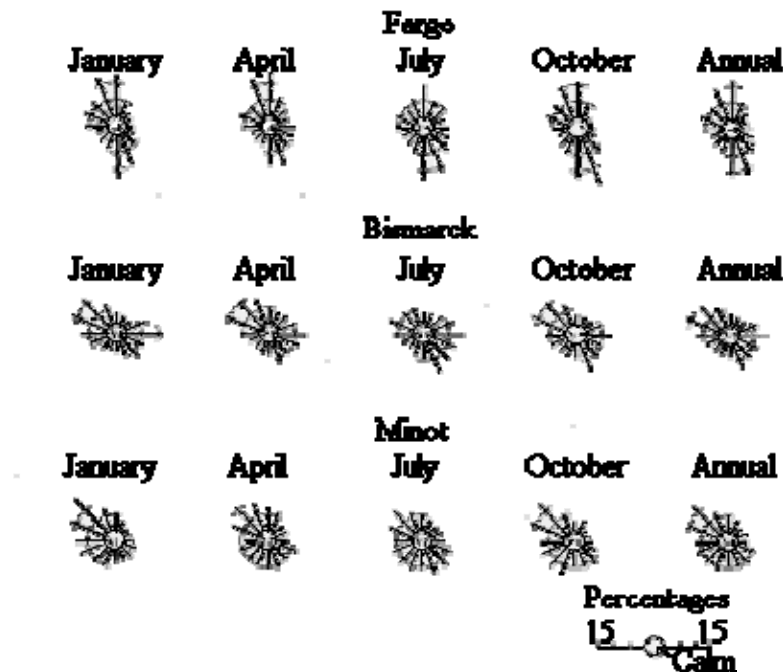 Fargo
January April July October Annual
Bismarck
January April July October Annual
Minot
January April July October Annual
Percentages
15 15
Calm